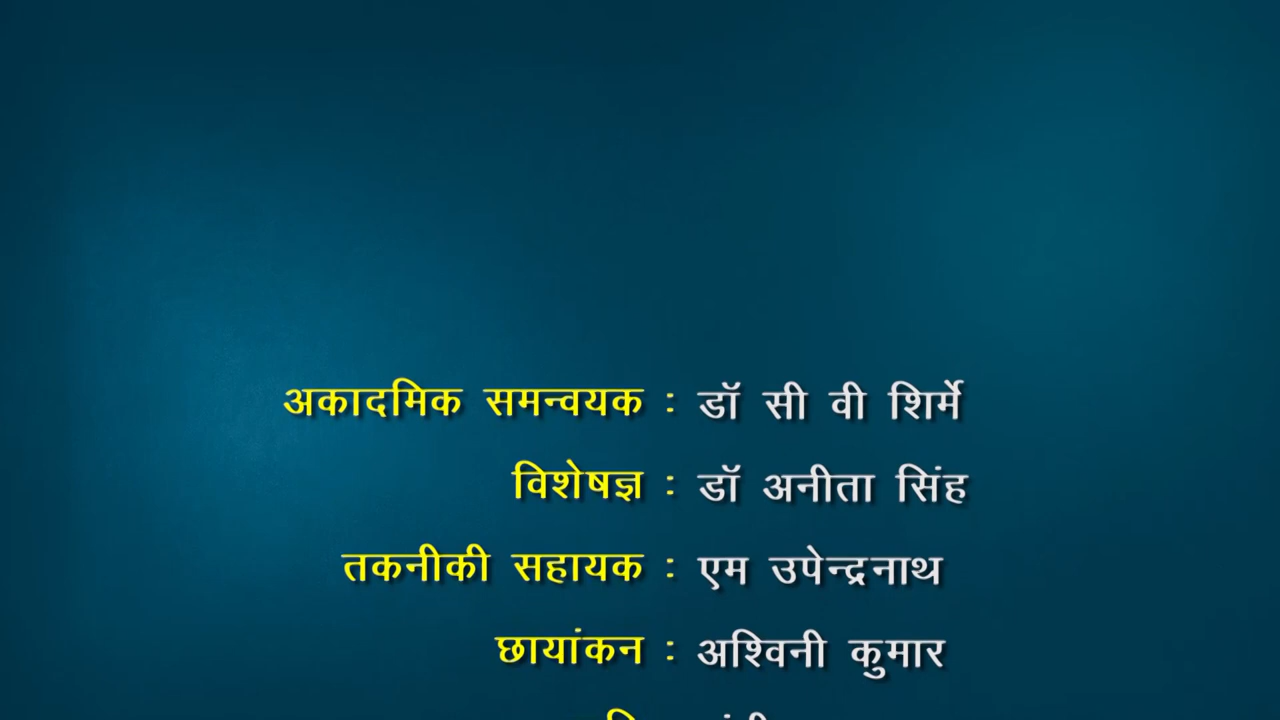 अकादमिक समन्वयक : डॉ सी वी शिर्मे
विशेषज्ञ : डॉ अनीता सिंह
तकनीकी सहायक : एम उपेन्द्रनाथ
छायांकन : अश्विनी कुमार